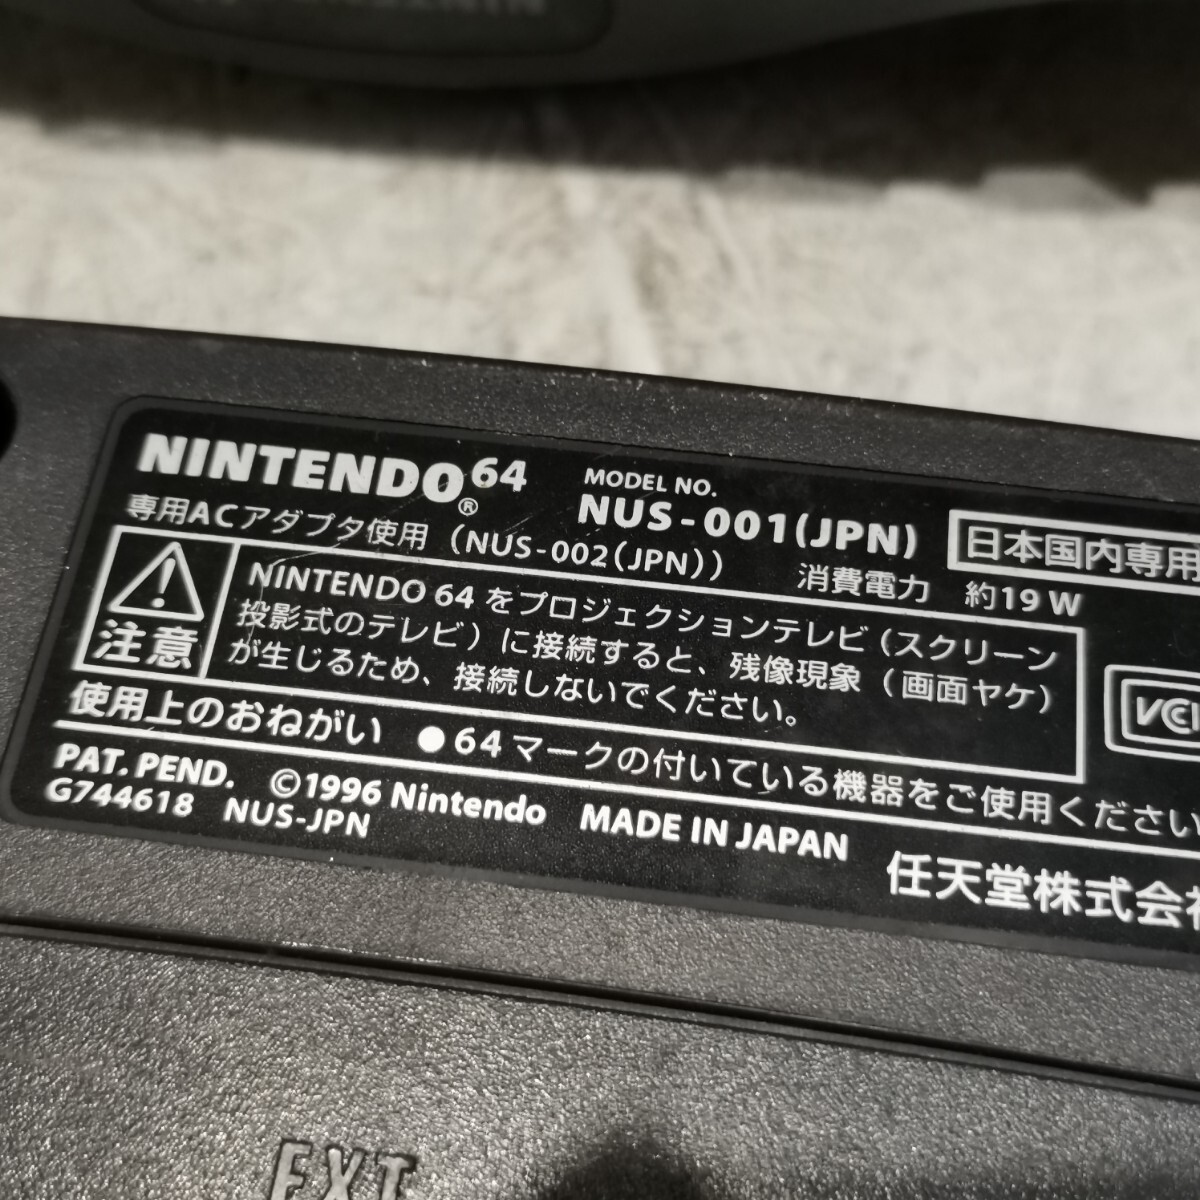 NINTENDO®64
MODEL NO.
NUS-001(JPN)
日本国内専用
専用ACアダプタ使用 (NUS-002(JPN))
消費電力 約19W
注意
NINTENDO 64 をプロジェクションテレビ (スクリーン
投影式のテレビ) に接続すると、残像現象 (画面ヤケ)
が生じるため、接続しないでください。
使用上のおねがい ●64マークの付いている機器をご使用ください
PAT. PEND. ©1996 Nintendo MADE IN JAPAN
G744618 NUS-JPN
任天堂株式会社
EXT